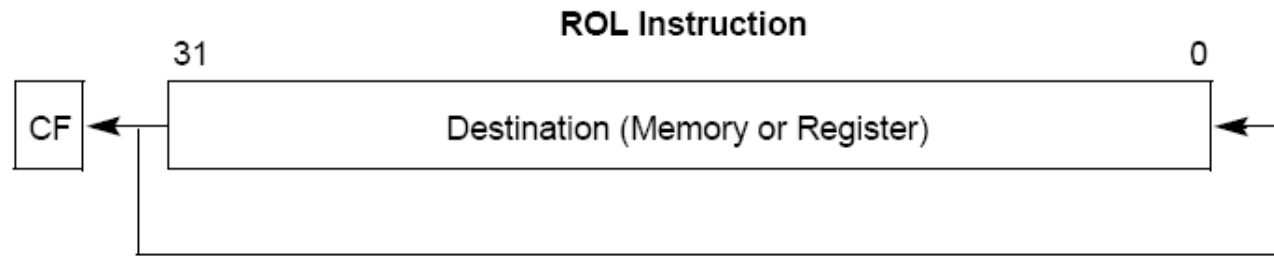 ROL Instruction
31 0
CF Destination (Memory or Register)